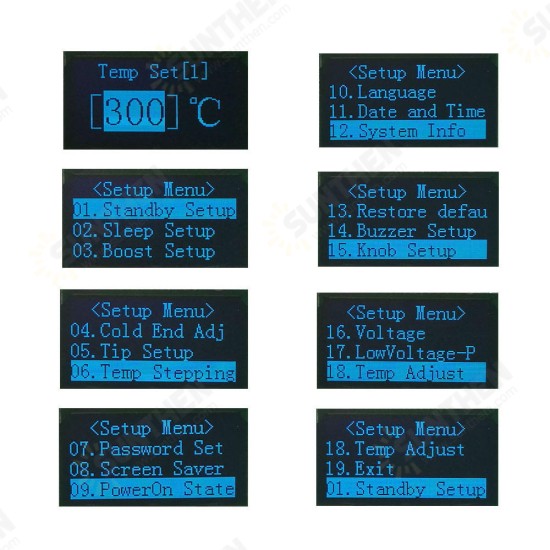 Temp Set[1]
[300]℃
<Setup Menu>
01.Standby Setup
02.Sleep Setup
03.Boost Setup
<Setup Menu>
04.Cold End Adj
05.Tip Setup
06.Temp Stepping
<Setup Menu>
07.Password Set
08.Screen Saver
09.PowerOn State
<Setup Menu>
10.Language
11.Date and Time
12.System Info
<Setup Menu>
13.Restore defau
14.Buzzer Setup
15.Knob Setup
<Setup Menu>
16.Voltage
17.LowVoltage-P
18.Temp Adjust
<Setup Menu>
18.Temp Adjust
19.Exit
01.Standby Setup
SUNTHEN